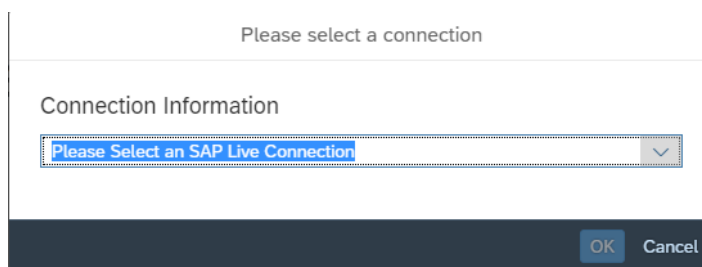 Please select a connection
Connection Information
Please Select an SAP Live Connection
OK Cancel